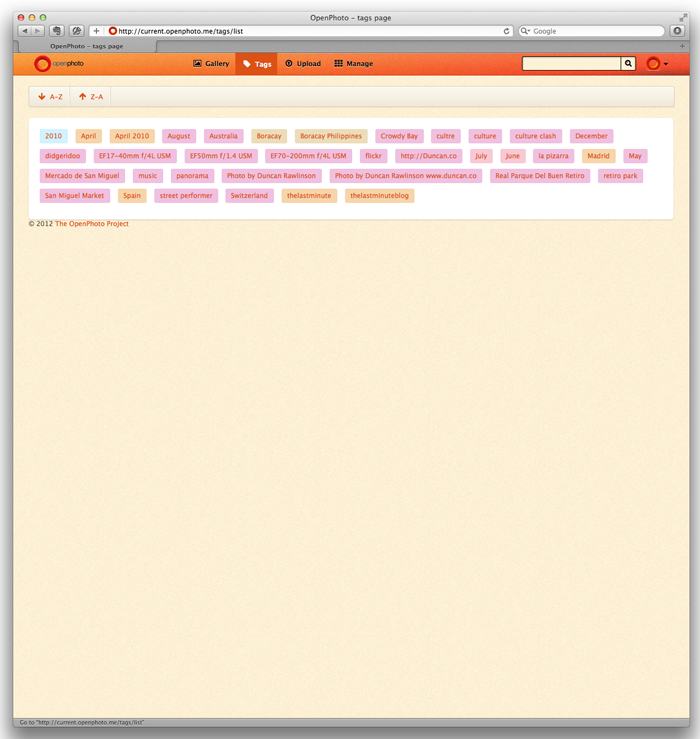 OpenPhoto – tags page
http://current.openphoto.me/tags/list
Google
OpenPhoto – tags page
openphoto
Gallery Tags Upload Manage
A–Z Z–A
2010 April April 2010 August Australia Boracay Boracay Philippines Crowdy Bay cultre culture culture clash December
didgeridoo EF17–40mm f/4L USM EF50mm f/1.4 USM EF70–200mm f/4L USM flickr http://Duncan.co July June la pizarra Madrid May
Mercado de San Miguel music panorama Photo by Duncan Rawlinson Photo by Duncan Rawlinson www.duncan.co Real Parque Del Buen Retiro retiro park
San Miguel Market Spain street performer Switzerland thelastminute thelastminuteblog
© 2012 The OpenPhoto Project
Go to "http://current.openphoto.me/tags/list"